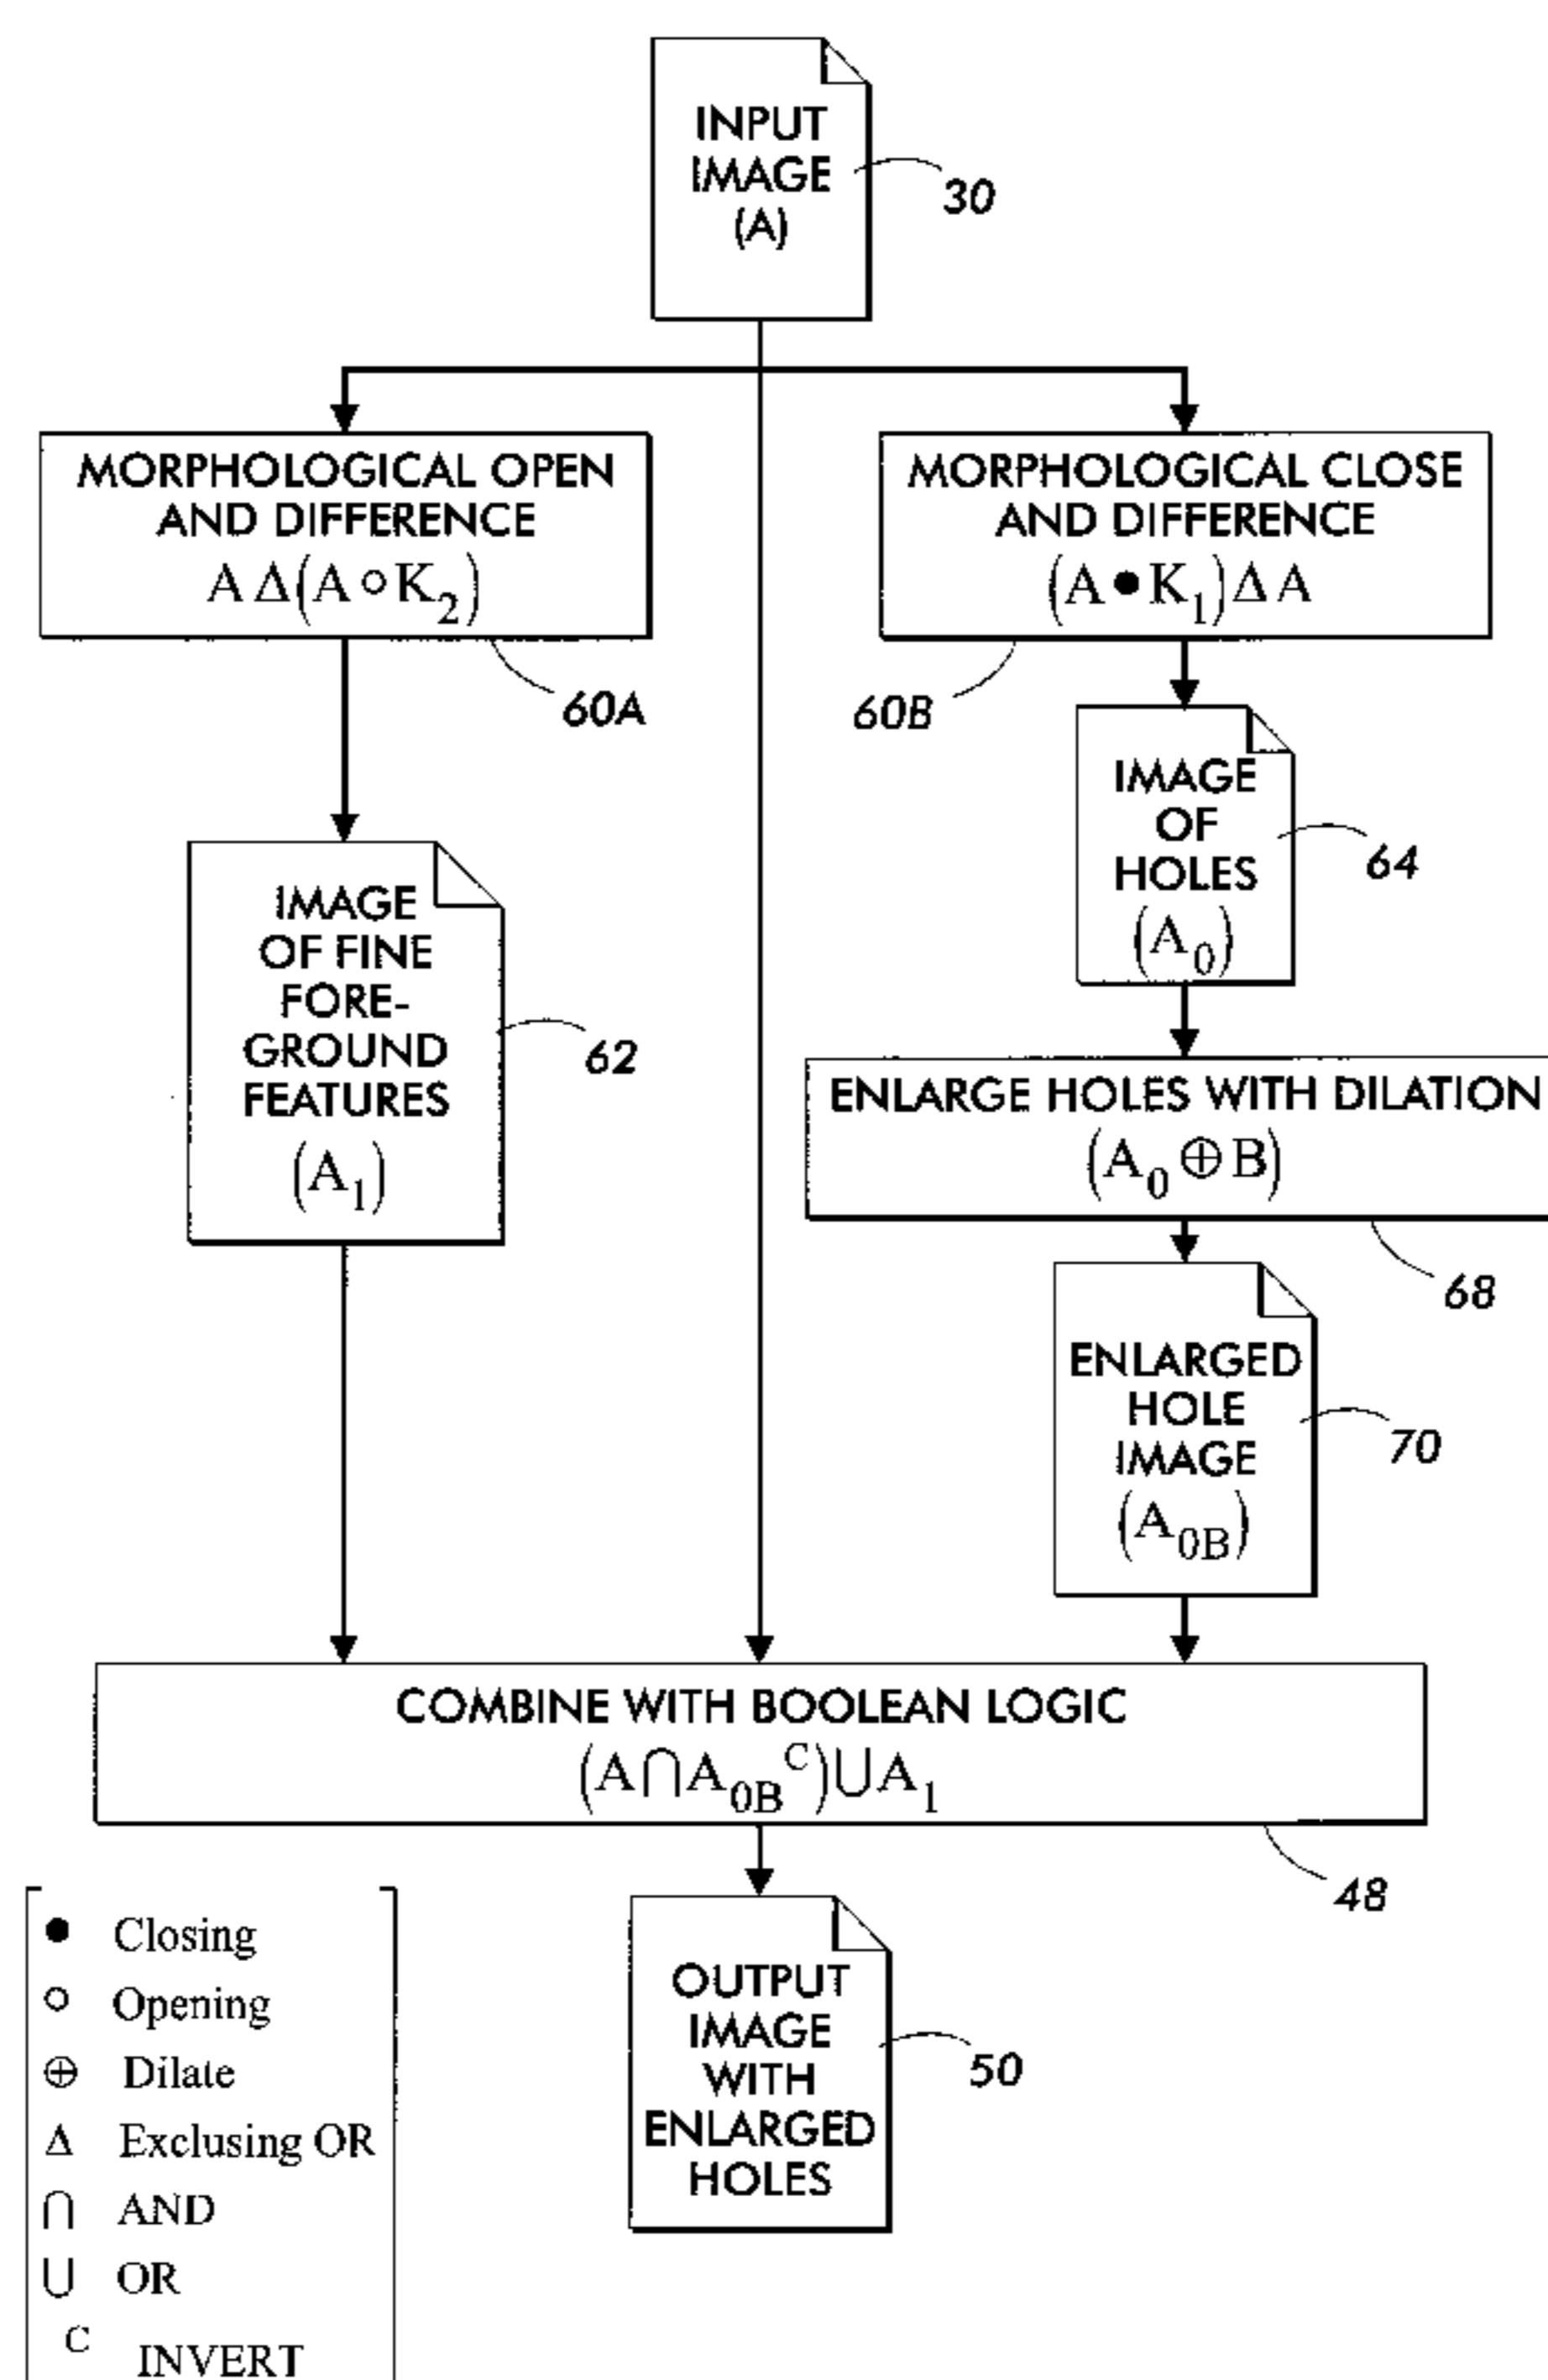 INPUT
IMAGE
(A)
30
MORPHOLOGICAL OPEN
AND DIFFERENCE
A Δ(A ∘ K₂)
60A
MORPHOLOGICAL CLOSE
AND DIFFERENCE
(A ● K₁) Δ A
60B
IMAGE
OF
HOLES
(A₀)
64
IMAGE
OF FINE
FORE-
GROUND
FEATURES
(A₁)
62
ENLARGE HOLES WITH DILATION
(A₀ ⊕ B)
68
ENLARGED
HOLE
IMAGE
(A₀B)
70
COMBINE WITH BOOLEAN LOGIC
(A∩A₀B^C)∪A₁
48
OUTPUT
IMAGE
WITH
ENLARGED
HOLES
50
● Closing
○ Opening
⊕ Dilate
Δ Exclusing OR
∩ AND
∪ OR
C INVERT